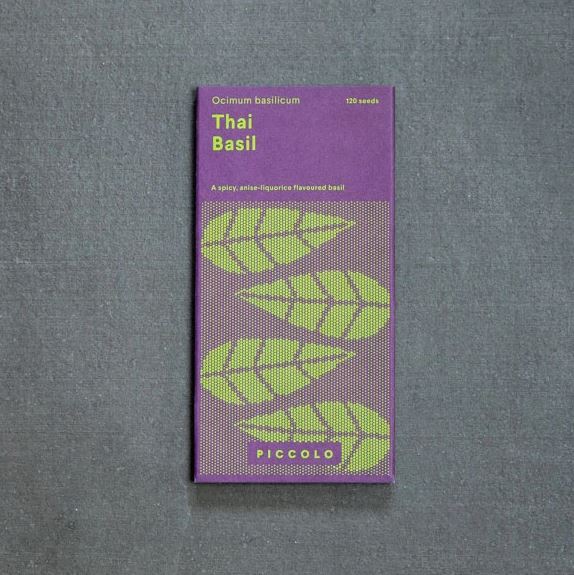 Ocimum basilicum
120 seeds
Thai
Basil
A spicy, anise-liquorice flavoured basil
PICCOLO